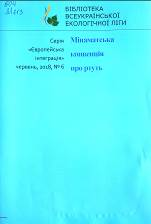 БІБЛІОТЕКА
ВСЕУКРАЇНСЬКОЇ
ЕКОЛОГІЧНОЇ ЛІГИ
Серія
«Європейська
інтеграція»
червень, 2018, № 6
Мінаматська
конвенція
про ртуть